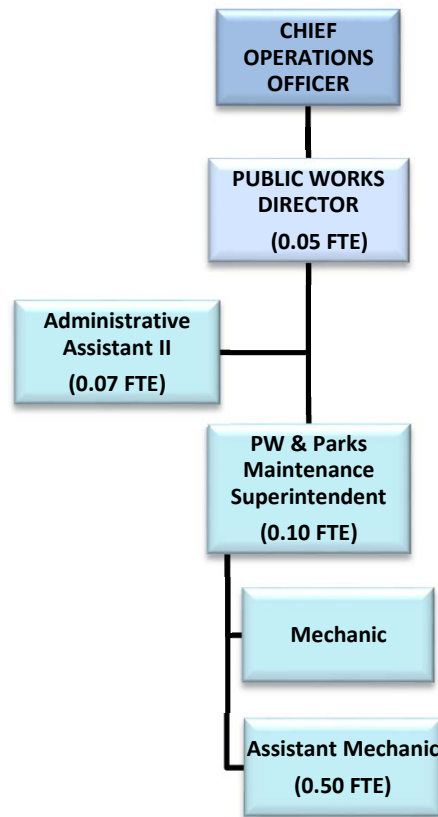 CHIEF
OPERATIONS
OFFICER
PUBLIC WORKS
DIRECTOR
(0.05 FTE)
Administrative
Assistant II
(0.07 FTE)
PW & Parks
Maintenance
Superintendent
(0.10 FTE)
Mechanic
Assistant Mechanic
(0.50 FTE)